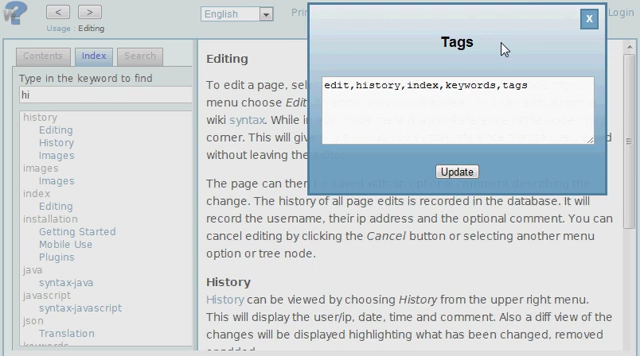 < >
Usage : Editing
English
Prin
Login
X
Tags
edit,history,index,keywords,tags
Update
Contents Index Search
Type in the keyword to find
hi
history
Editing
History
Images
images
Images
index
Editing
installation
Getting Started
Mobile Use
Plugins
java
syntax-java
javascript
syntax-javascript
json
Translation
keywords
Editing
To edit a page, sel
menu choose Edit
wiki syntax. While in
corner. This will give
without leaving the
The page can then
change. The history of all page edits is recorded in the database. It will
record the username, their ip address and the optional comment. You can
cancel editing by clicking the Cancel button or selecting another menu
option or tree node.
History
History can be viewed by choosing History from the upper right menu.
This will display the user/ip, date, time and comment. Also a diff view of the
changes will be displayed highlighting what has been changed, removed